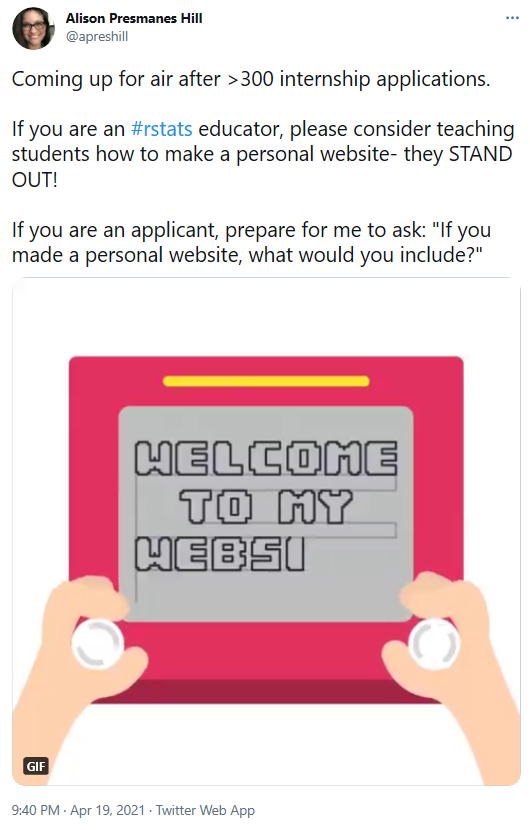 Alison Presmanes Hill
@apreshill
Coming up for air after >300 internship applications.
If you are an #rstats educator, please consider teaching
students how to make a personal website- they STAND
OUT!
If you are an applicant, prepare for me to ask: "If you
made a personal website, what would you include?"
WELCOME
TO MY
WEBSI
GIF
9:40 PM · Apr 19, 2021 · Twitter Web App